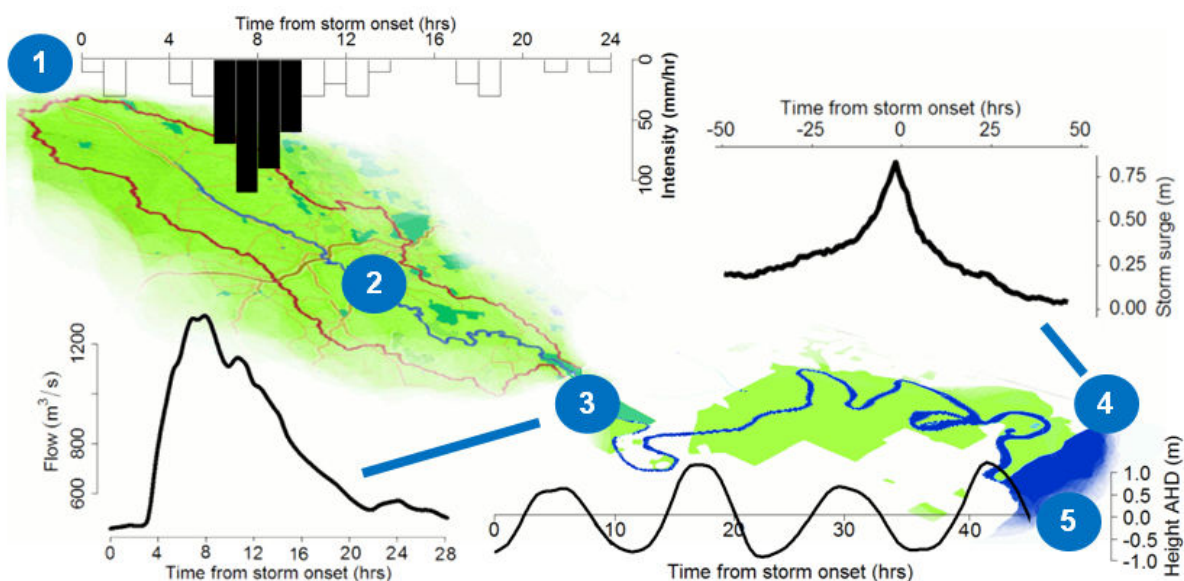 Time from storm onset (hrs)
0 4 6 8 12 16 20 24
1
0
50
100
Intensity (mm/hr)
Time from storm onset (hrs)
-50 -25 0 25 50
0.75
0.50
0.25
0.00
Storm surge (m)
2
1200
800
600
Flow (m³/s)
0 4 8 12 16 20 24 28
Time from storm onset (hrs)
3
4
1.0
0.5
0.0
-0.5
-1.0
Height AHD (m)
5
0 10 20 30 40
Time from storm onset (hrs)